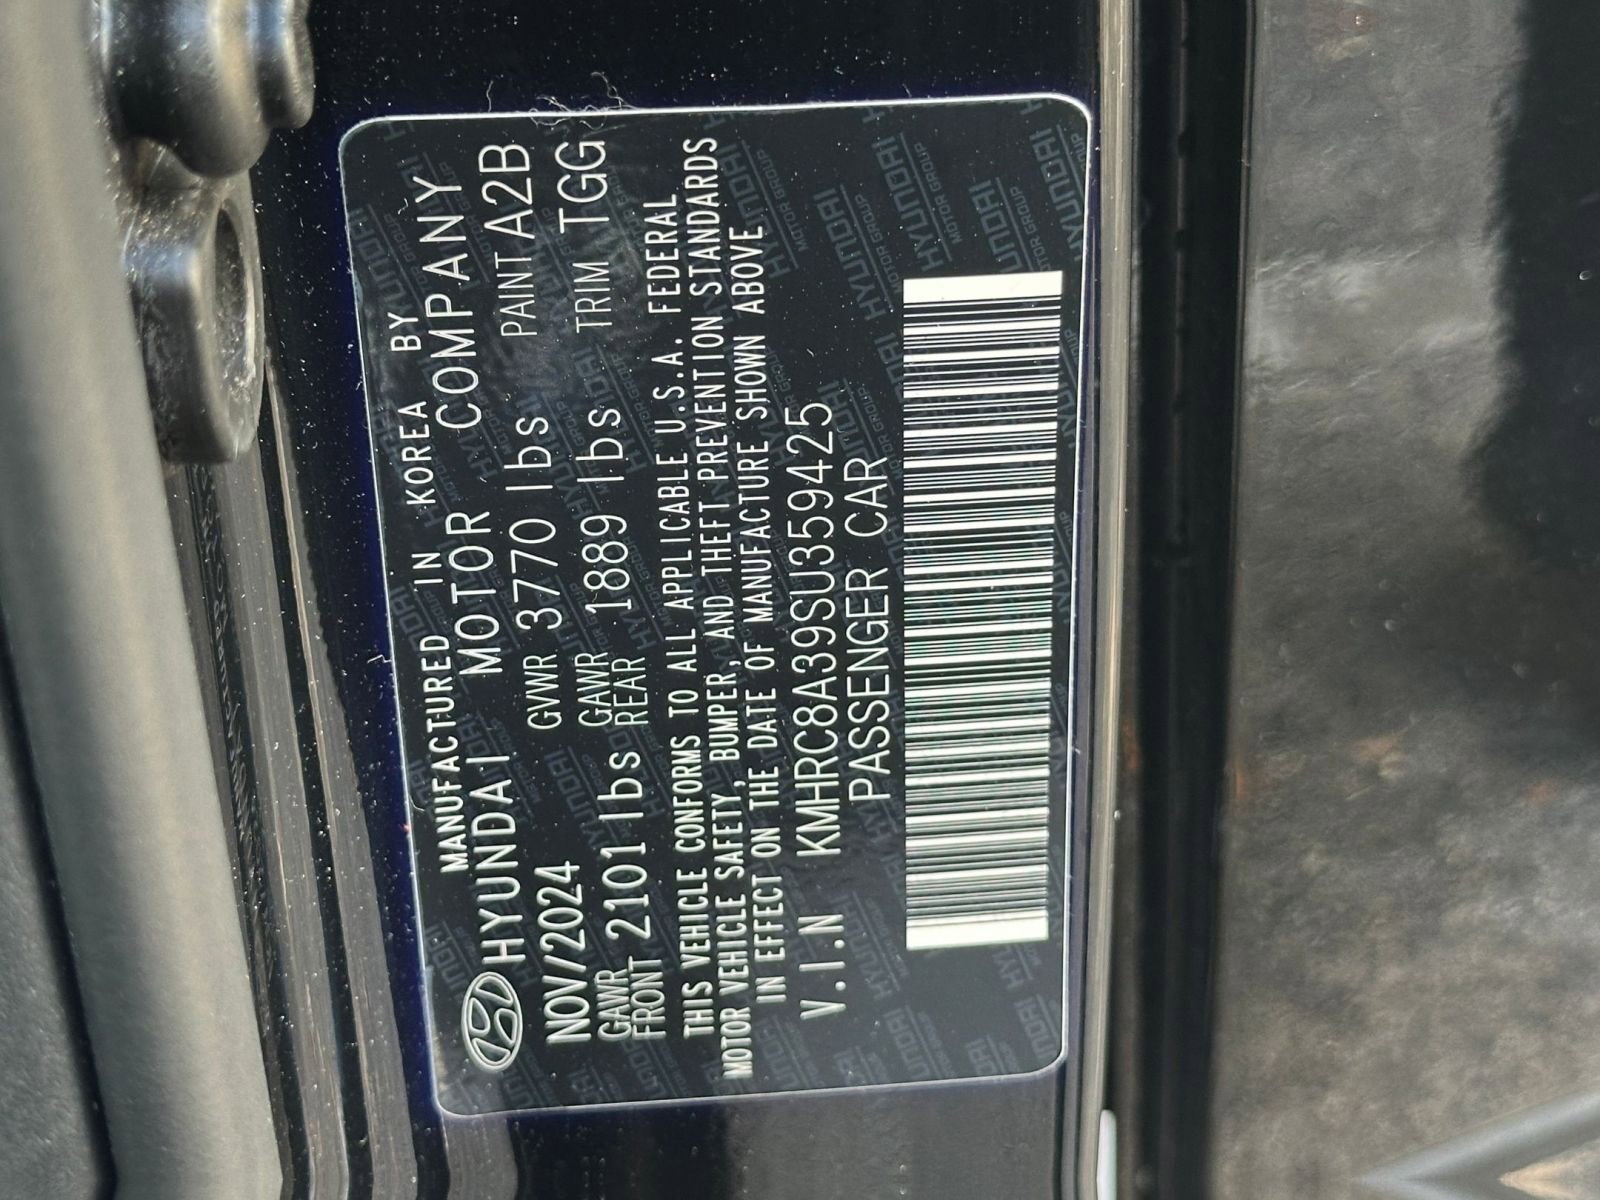 MANUFACTURED IN KOREA BY
HYUNDAI MOTOR COMPANY
NOV/2024 GVWR 3770 lbs PAINT A2B
GAWR FRONT 2101 lbs GAWR REAR 1889 lbs TRIM TGG
THIS VEHICLE CONFORMS TO ALL APPLICABLE U.S.A. FEDERAL
MOTOR VEHICLE SAFETY, BUMPER, AND THEFT PREVENTION STANDARDS
IN EFFECT ON THE DATE OF MANUFACTURE SHOWN ABOVE
V.I.N KMHRC8A39SU359425
PASSENGER CAR